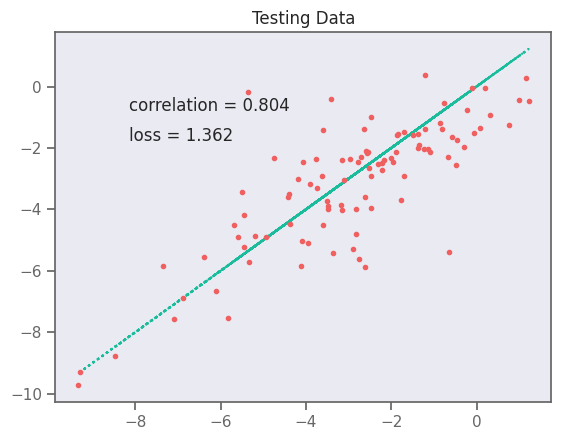 Testing Data
0
−2
−4
−6
−8
−10
correlation = 0.804
loss = 1.362
−8 −6 −4 −2 0